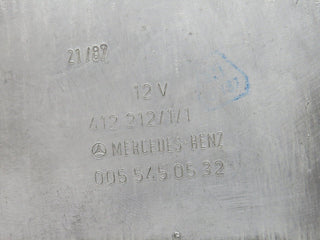 21/87
12 V
412 212/1/1
MERCEDES-BENZ
005 545 05 32